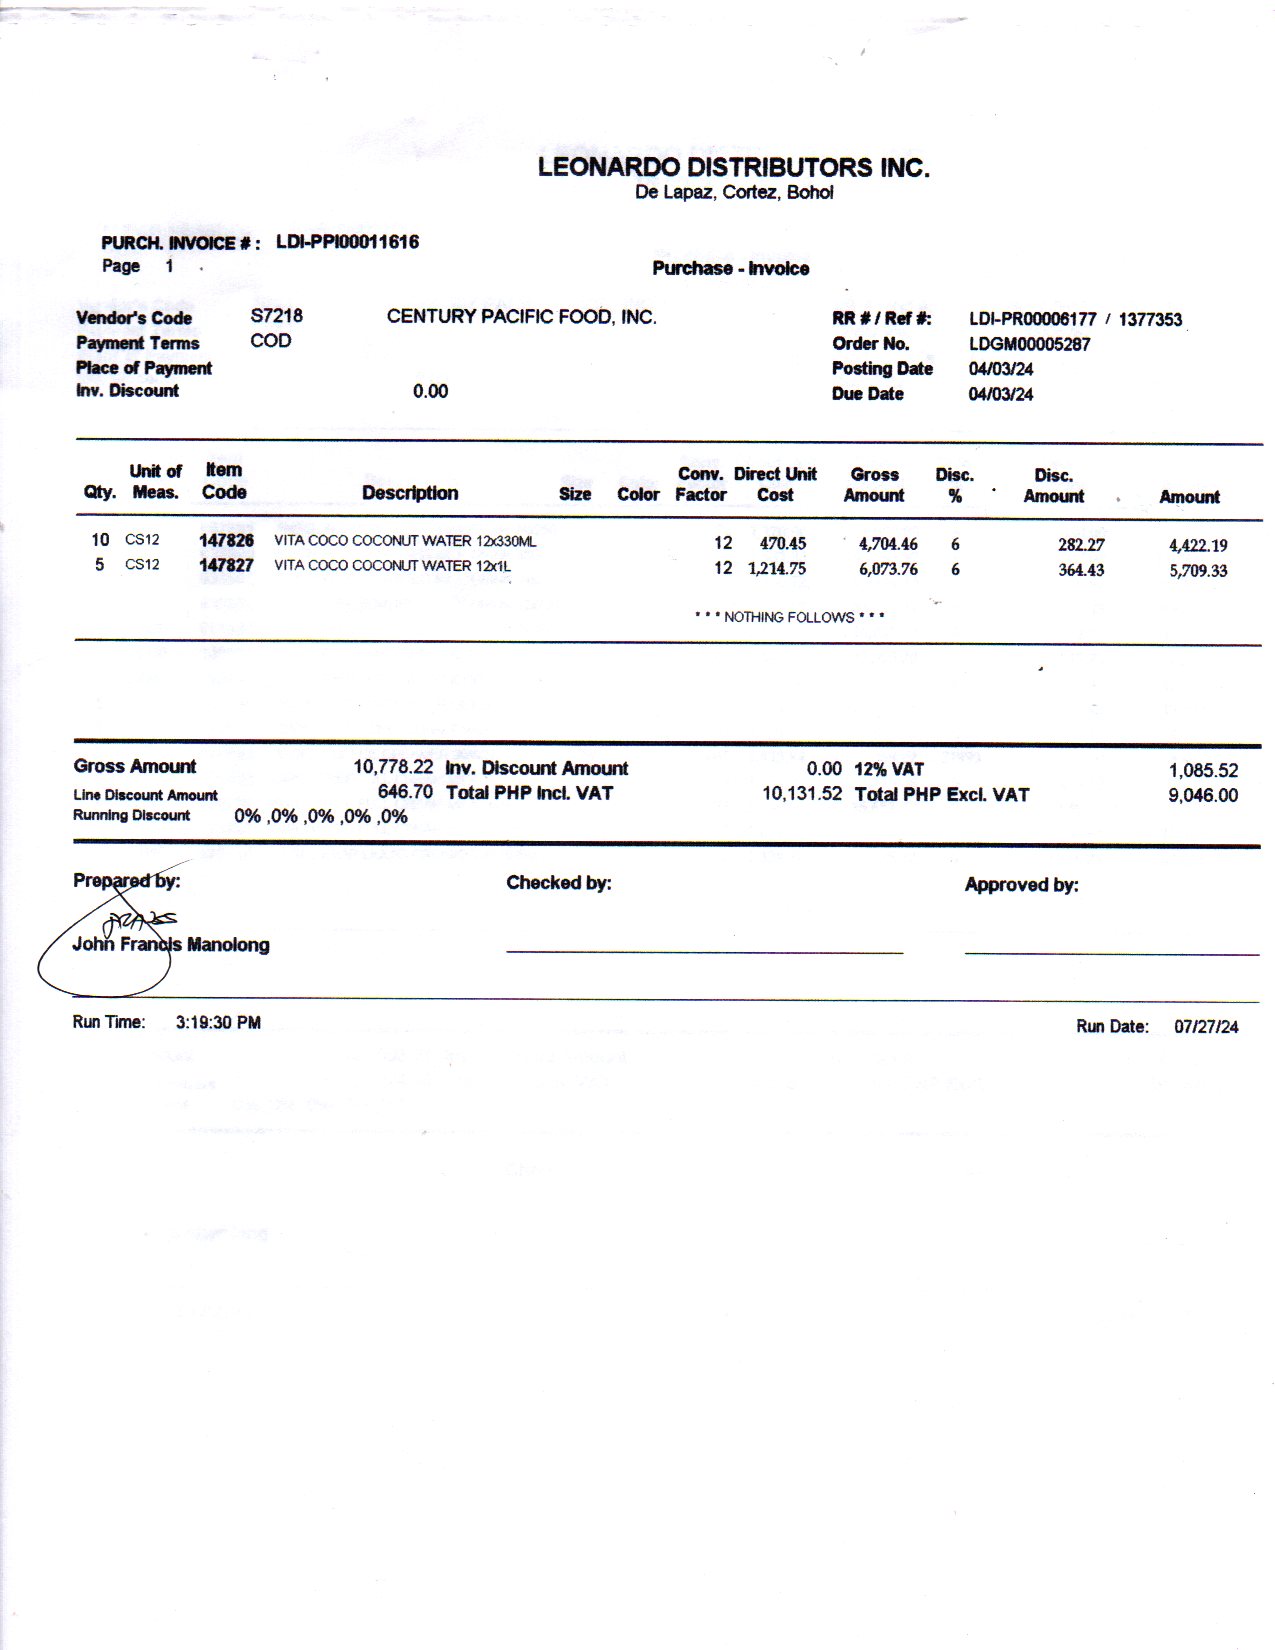 LEONARDO DISTRIBUTORS INC.
De Lapaz, Cortez, Bohol
PURCH. INVOICE # : LDI-PPI00011616
Page 1
Purchase - Invoice
Vendor's Code S7218 CENTURY PACIFIC FOOD, INC. RR # / Ref #: LDI-PR00006177 / 1377353
Payment Terms COD Order No. LDGM00005287
Place of Payment Posting Date 04/03/24
Inv. Discount 0.00 Due Date 04/03/24
Unit of Item Conv. Direct Unit Gross Disc. Disc.
Qty. Meas. Code Description Size Color Factor Cost Amount % Amount Amount
10 CS12 147826 VITA COCO COCONUT WATER 12x330ML 12 470.45 4,704.46 6 282.27 4,422.19
5 CS12 147827 VITA COCO COCONUT WATER 12x1L 12 1,214.75 6,073.76 6 364.43 5,709.33
* * * NOTHING FOLLOWS * * *
Gross Amount 10,778.22 Inv. Discount Amount 0.00 12% VAT 1,085.52
Line Discount Amount 646.70 Total PHP Incl. VAT 10,131.52 Total PHP Excl. VAT 9,046.00
Running Discount 0% ,0% ,0% ,0% ,0%
Prepared by: Checked by: Approved by:
John Francis Manolong
Run Time: 3:19:30 PM Run Date: 07/27/24